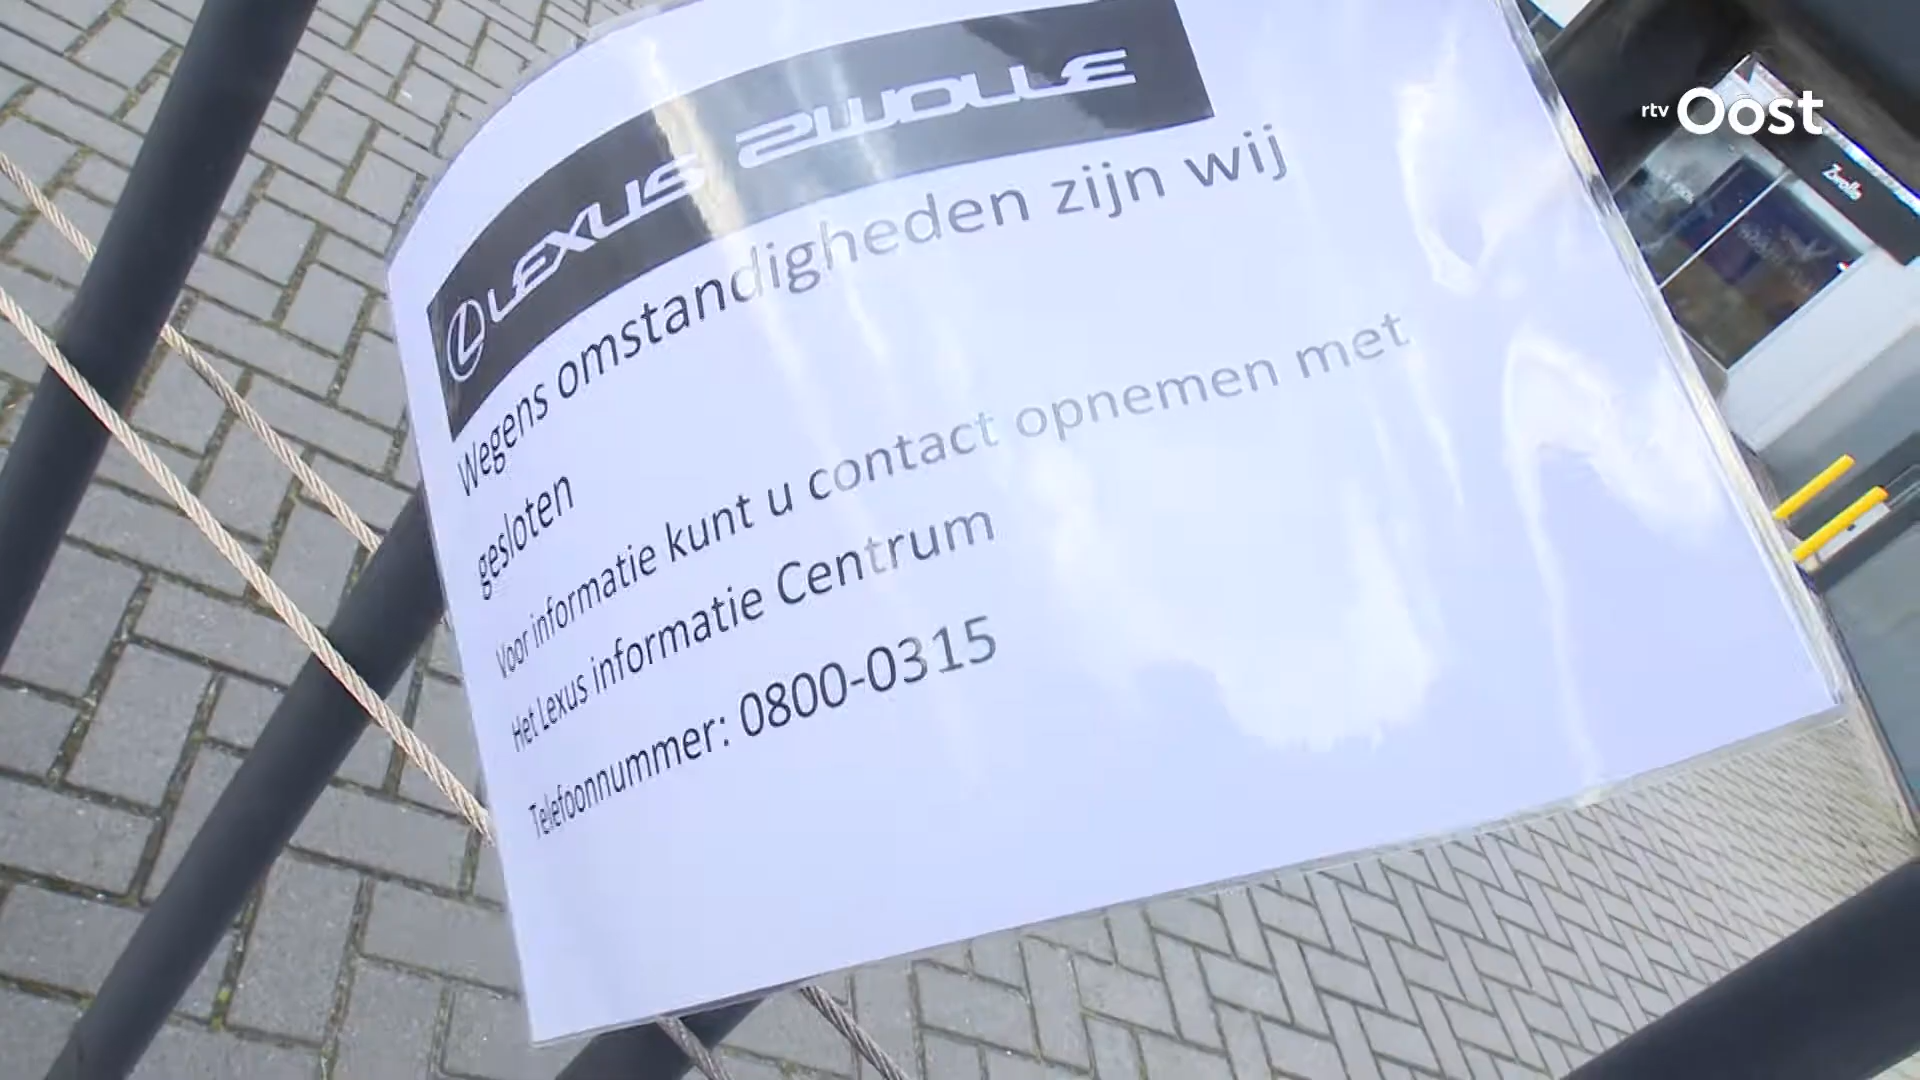 LEXUS ZWOLLE
Wegens omstandigheden zijn wij
gesloten
Voor informatie kunt u contact opnemen met
Het Lexus informatie Centrum
Telefoonnummer: 0800-0315
rtv Oost
Zwolle